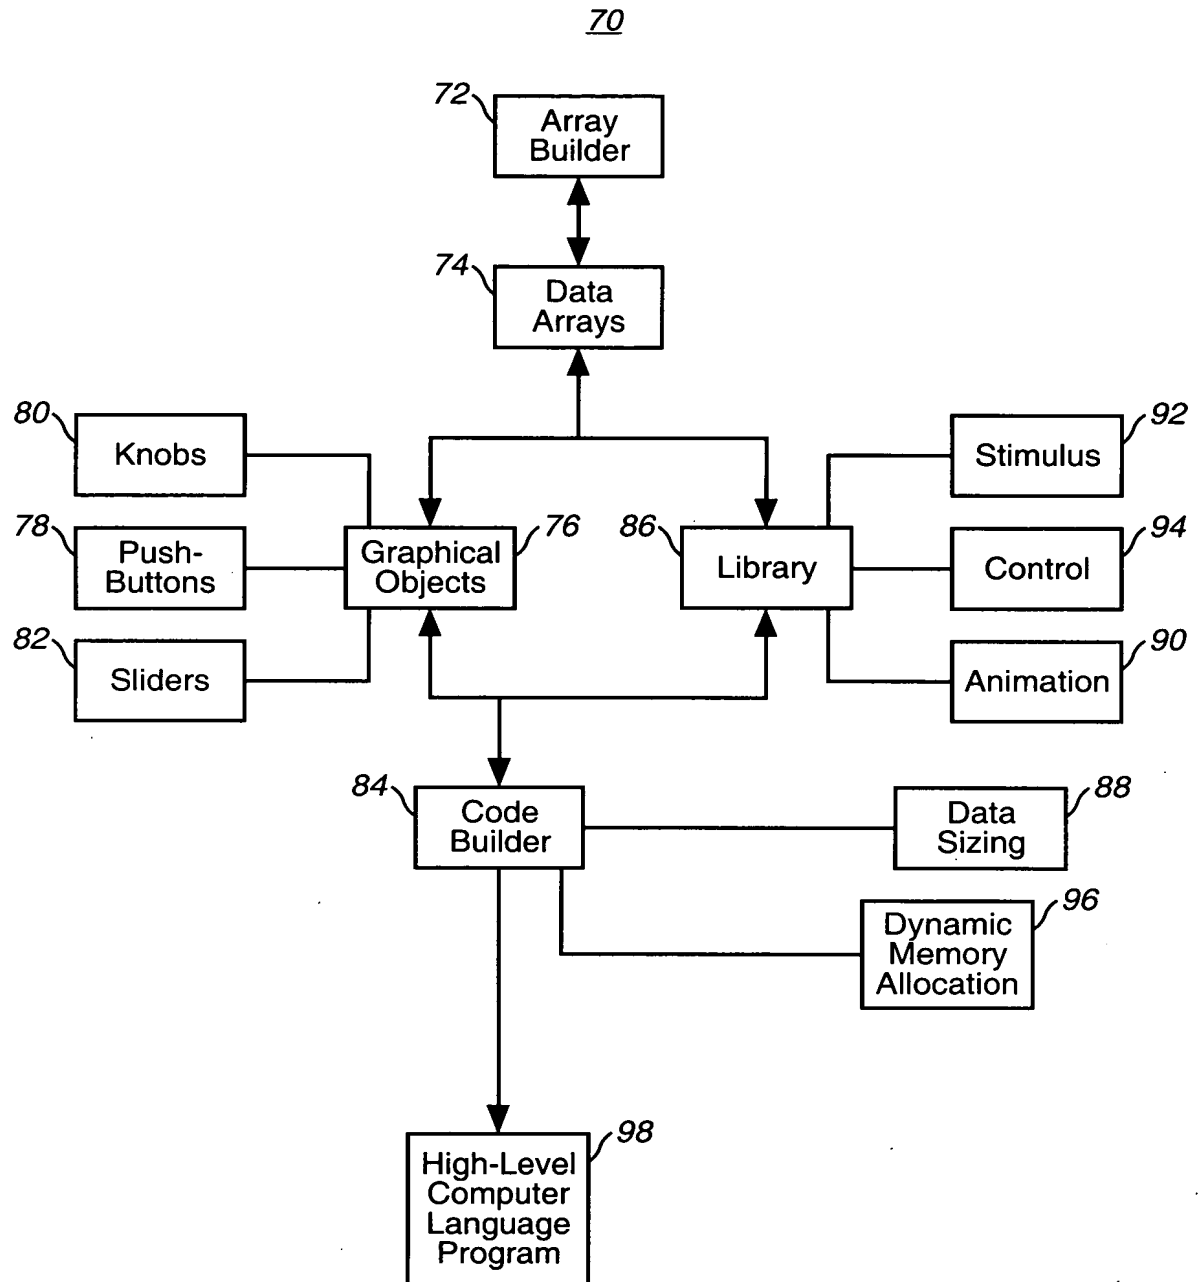 70
72
Array
Builder
74
Data
Arrays
80
Knobs
92
Stimulus
78
Push-
Buttons
Graphical
Objects
76
86
Library
94
Control
82
Sliders
90
Animation
84
Code
Builder
88
Data
Sizing
96
Dynamic
Memory
Allocation
98
High-Level
Computer
Language
Program